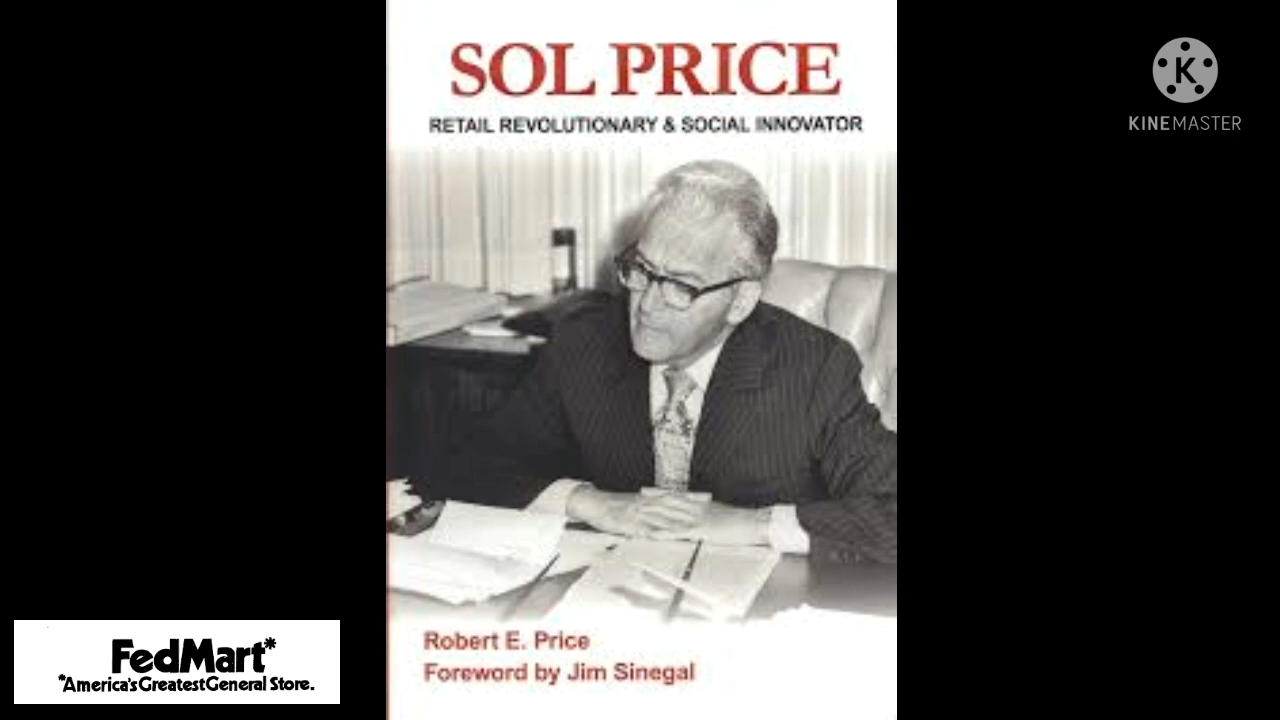 SOL PRICE
RETAIL REVOLUTIONARY & SOCIAL INNOVATOR
K
KINEMASTER
Robert E. Price
Foreword by Jim Sinegal
FedMart*
*America's Greatest General Store.